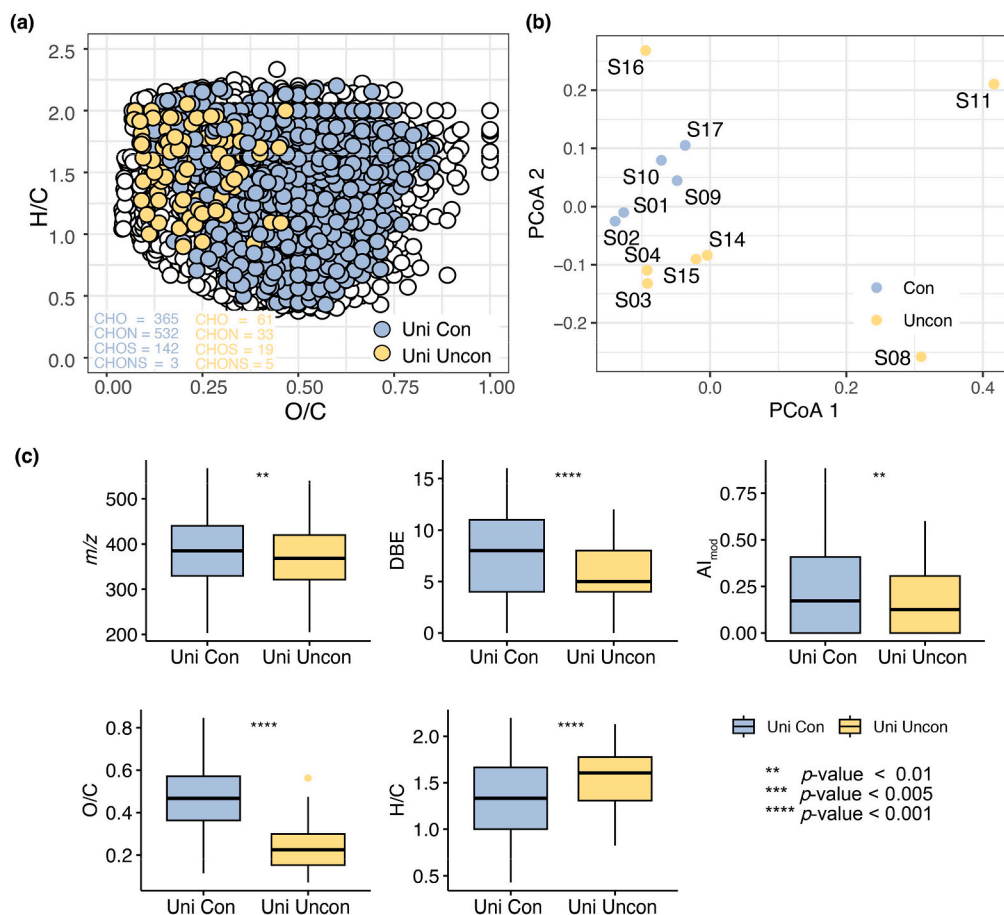 (a)
2.5
2.0
1.5
1.0
0.5
0.0
H/C
CHO = 365
CHON = 532
CHOS = 142
CHONS = 3
CHO = 61
CHON = 33
CHOS = 19
CHONS = 5
Uni Con
Uni Uncon
0.00 0.25 0.50 0.75 1.00
O/C
(b)
0.2
0.1
0.0
−0.1
−0.2
PCoA 2
S16
S11
S17
S10
S09
S01
S02
S14
S04
S15
S03
S08
Con
Uncon
0.0 0.2 0.4
PCoA 1
(c)
500
400
300
200
m/z
**
Uni Con Uni Uncon
15
10
5
0
DBE
****
Uni Con Uni Uncon
0.75
0.50
0.25
0.00
AImod
**
Uni Con Uni Uncon
0.8
0.6
0.4
0.2
O/C
****
Uni Con Uni Uncon
2.0
1.5
1.0
0.5
H/C
****
Uni Con Uni Uncon
Uni Con Uni Uncon
** p-value < 0.01
*** p-value < 0.005
**** p-value < 0.001